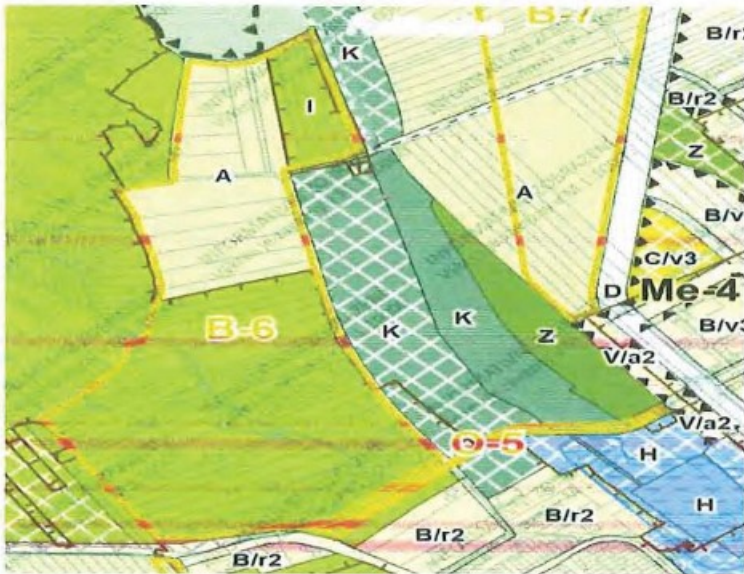 B-7
K
B/r2
I
B/r2
Z
A
A
B/v
C/v3
D
Me-4
B-6
K
K
Z
B/v3
V/a2
V/a2
O-5
H
H
B/r2
B/r2
B/r2